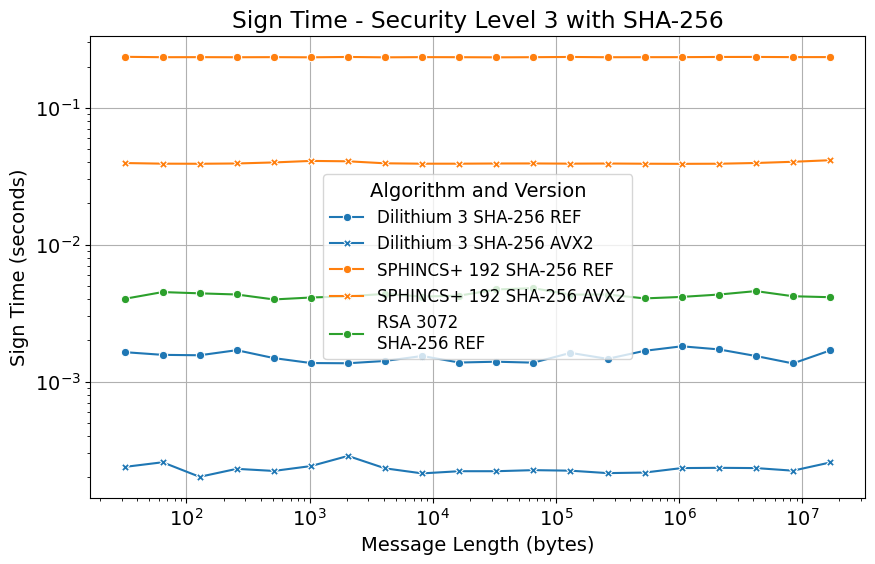 Sign Time - Security Level 3 with SHA-256
Sign Time (seconds)
10⁻¹
10⁻²
10⁻³
Algorithm and Version
Dilithium 3 SHA-256 REF
Dilithium 3 SHA-256 AVX2
SPHINCS+ 192 SHA-256 REF
SPHINCS+ 192 SHA-256 AVX2
RSA 3072
SHA-256 REF
10² 10³ 10⁴ 10⁵ 10⁶ 10⁷
Message Length (bytes)